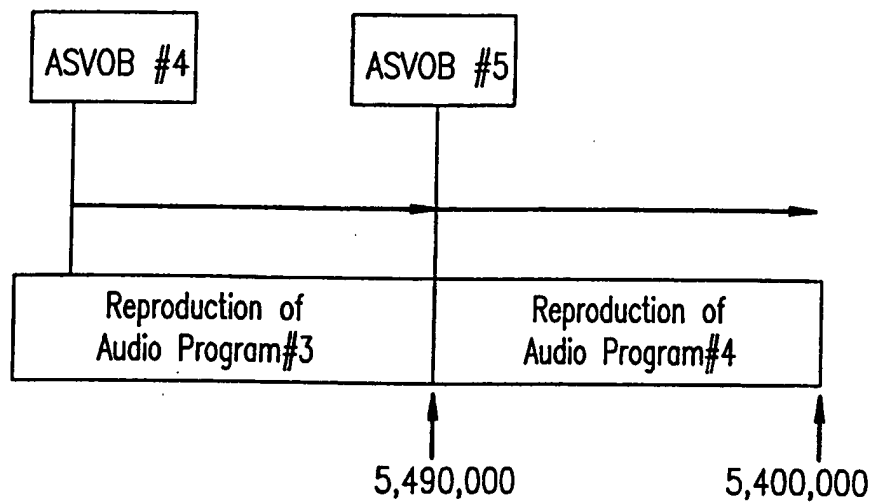 ASVOB #4
ASVOB #5
Reproduction of
Audio Program#3
Reproduction of
Audio Program#4
5,490,000
5,400,000